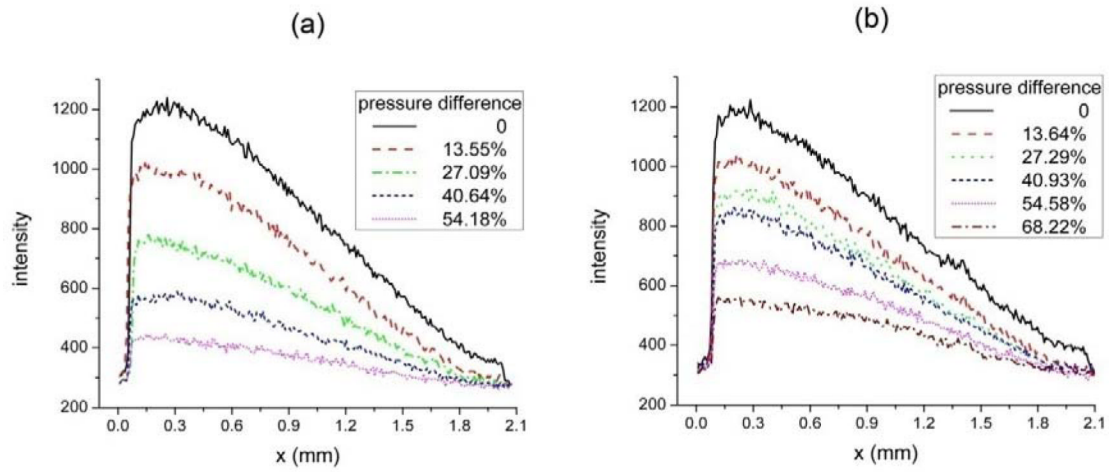 (a)
pressure difference
0
13.55%
27.09%
40.64%
54.18%
1200
1000
800
600
400
200
intensity
0.0 0.3 0.6 0.9 1.2 1.5 1.8 2.1
x (mm)
(b)
pressure difference
0
13.64%
27.29%
40.93%
54.58%
68.22%
1200
1000
800
600
400
200
intensity
0.0 0.3 0.6 0.9 1.2 1.5 1.8 2.1
x (mm)